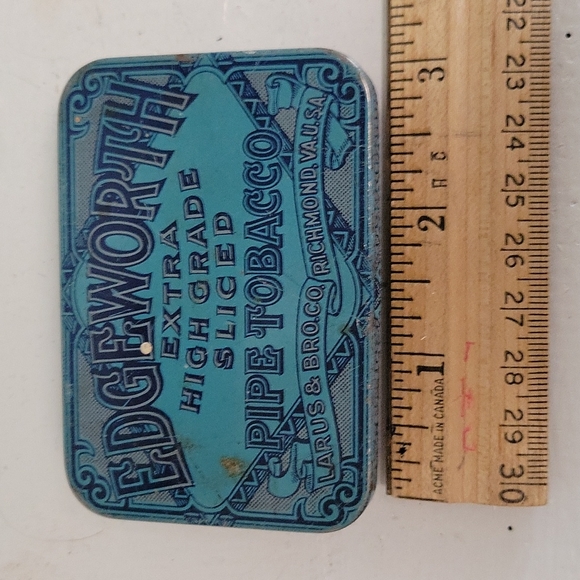 EDGEWORTH
EXTRA
HIGH GRADE
SLICED
PIPE TOBACCO
LARUS & BRO.CO. RICHMOND, VA. U.S.A.
1 2 3
ACME MADE IN CANADA
22 23 24 25 26 27 28 29 30